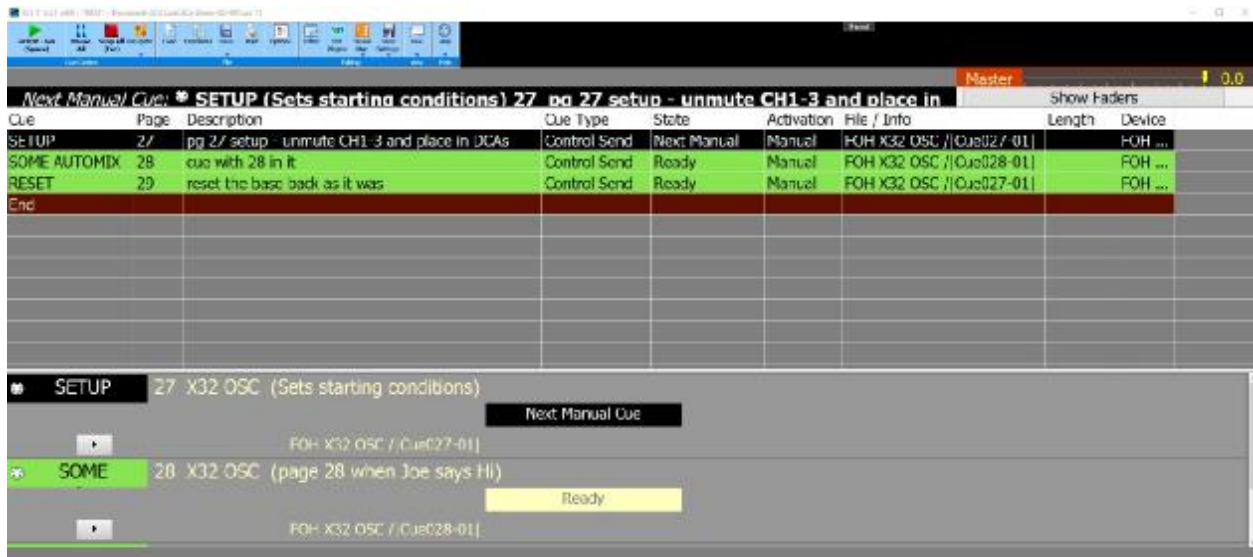 Master 0.0
Next Manual Cue: SETUP (Sets starting conditions) 27 pg 27 setup - unmute CH1-3 and place in
Show Faders
Cue Page Description Cue Type State Activation File / Info Length Device
SETUP 27 pg 27 setup - unmute CH1-3 and place in DCAs Control Send Next Manual Manual FOH X32 OSC /|Cue027-01| FOH ...
SOME AUTOMIX 28 cue with 28 in it Control Send Ready Manual FOH X32 OSC /|Cue028-01| FOH ...
RESET 29 reset the base back as it was Control Send Ready Manual FOH X32 OSC /|Cue027-01| FOH ...
End
SETUP 27 X32 OSC (Sets starting conditions)
Next Manual Cue
FOH X32 OSC /|Cue027-01|
SOME 28 X32 OSC (page 28 when Joe says Hi)
Ready
FOH X32 OSC /|Cue028-01|